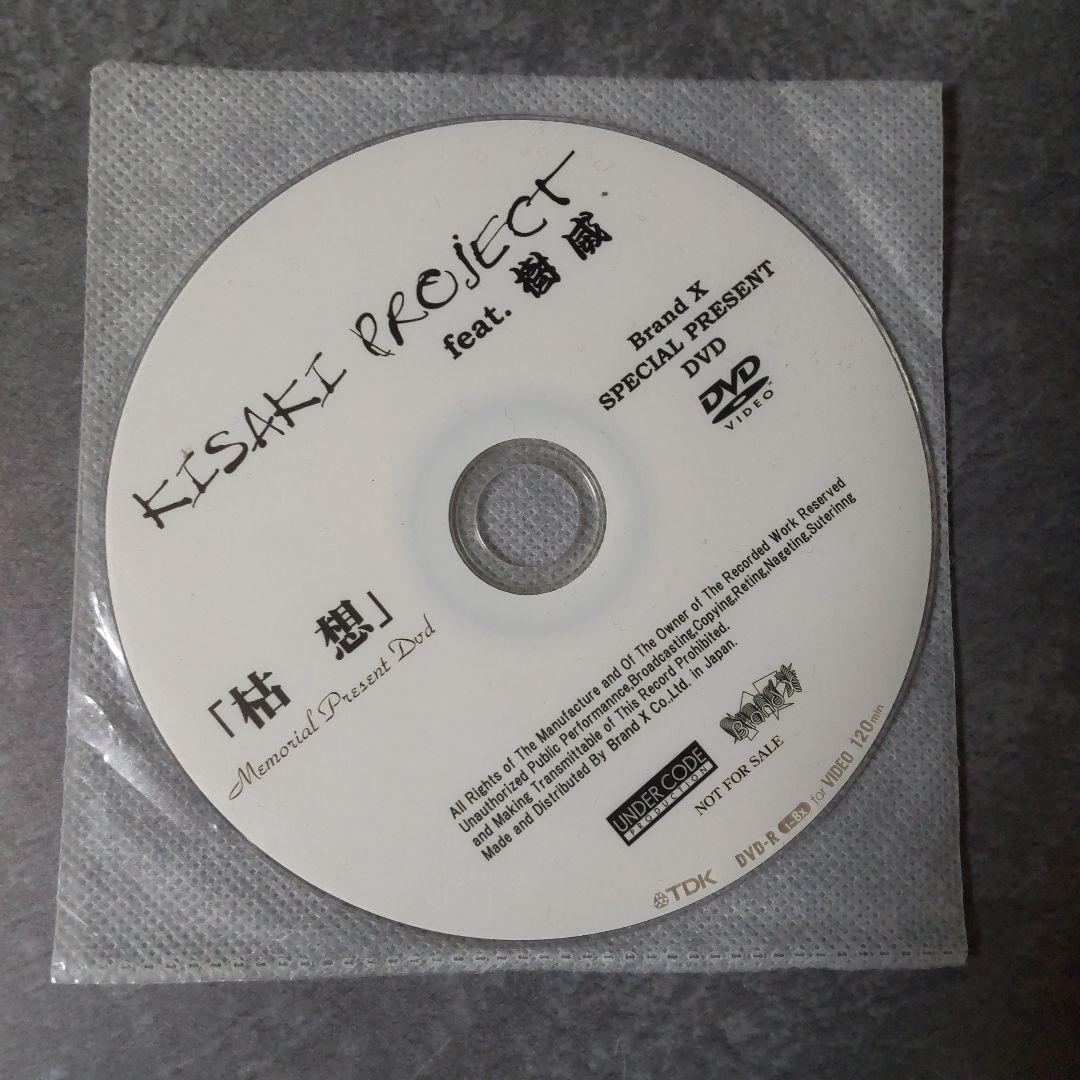 KISAKI PROJECT
feat. 樹威
Brand X
SPECIAL PRESENT
DVD
DVD
VIDEO
「枯 想」
Memorial Present Dvd
All Rights of The Manufacture and Of The Owner of The Recorded Work Reserved
Unauthorized Public Performannce,Broadcasting,Copying,Reting,Nageting,Suterinng
and Making Transmittable of This Record Prohibited.
Made and Distributed By Brand X Co.,Ltd. in Japan.
UNDER CODE
PRODUCTION
Brand X
NOT FOR SALE
TDK DVD-R 1-8x for VIDEO 120min